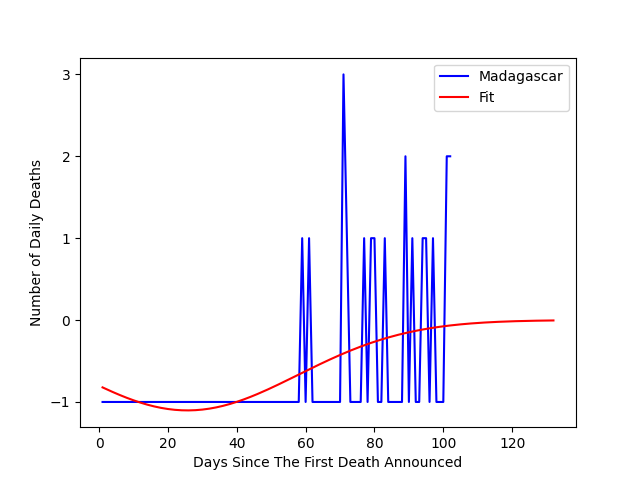 Madagascar
Fit
3
2
1
0
−1
0 20 40 60 80 100 120
Number of Daily Deaths
Days Since The First Death Announced